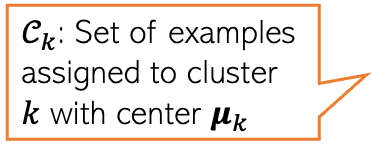 𝓒ₖ: Set of examples
assigned to cluster
k with center μₖ